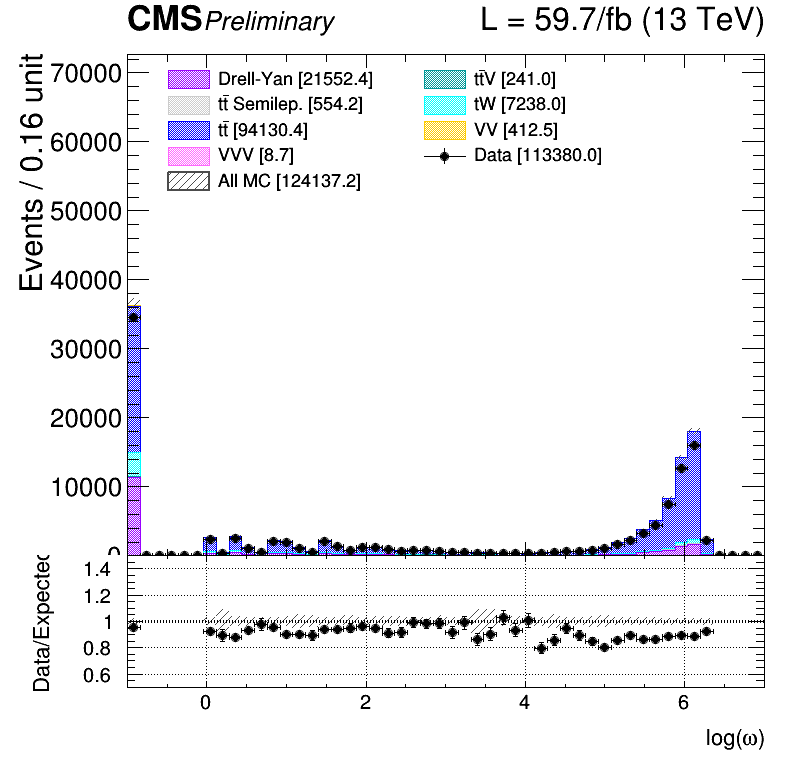 CMS Preliminary L = 59.7/fb (13 TeV)
Events / 0.16 unit
70000
60000
50000
40000
30000
20000
10000
0
Drell-Yan [21552.4]
tt̄ Semilep. [554.2]
tt̄ [94130.4]
VVV [8.7]
All MC [124137.2]
tt̄V [241.0]
tW [7238.0]
VV [412.5]
Data [113380.0]
Data/Expected
1.4
1.2
1
0.8
0.6
0 2 4 6
log(ω)